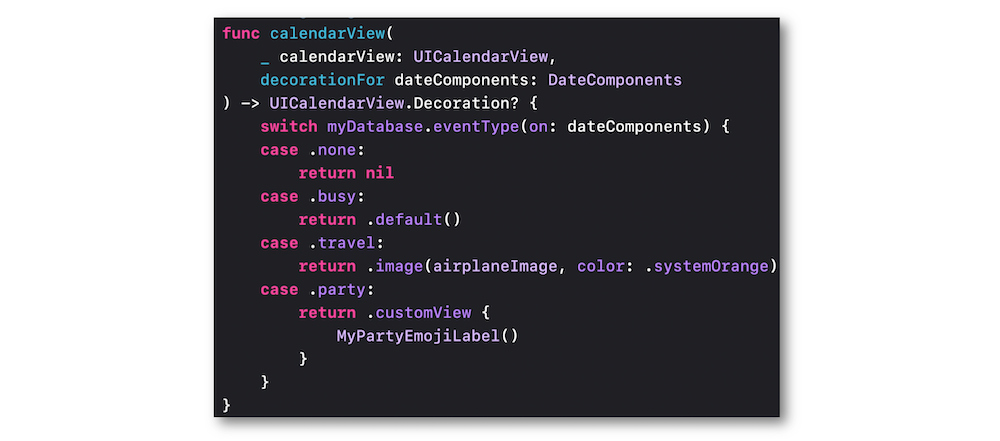 func calendarView(
    _ calendarView: UICalendarView,
    decorationFor dateComponents: DateComponents
) -> UICalendarView.Decoration? {
    switch myDatabase.eventType(on: dateComponents) {
    case .none:
        return nil
    case .busy:
        return .default()
    case .travel:
        return .image(airplaneImage, color: .systemOrange)
    case .party:
        return .customView {
            MyPartyEmojiLabel()
        }
    }
}